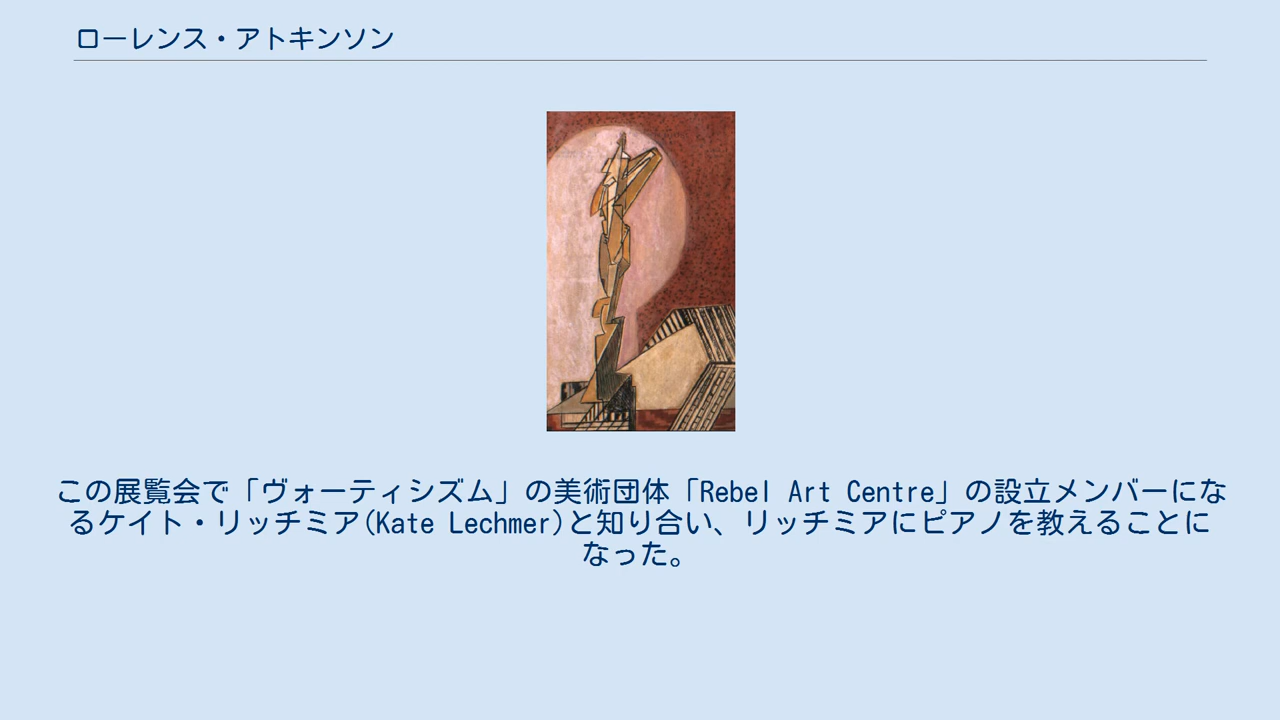 ローレンス・アトキンソン
この展覧会で「ヴォーティシズム」の美術団体「Rebel Art Centre」の設立メンバーにな
るケイト・リッチミア(Kate Lechmer)と知り合い、リッチミアにピアノを教えることに
なった。